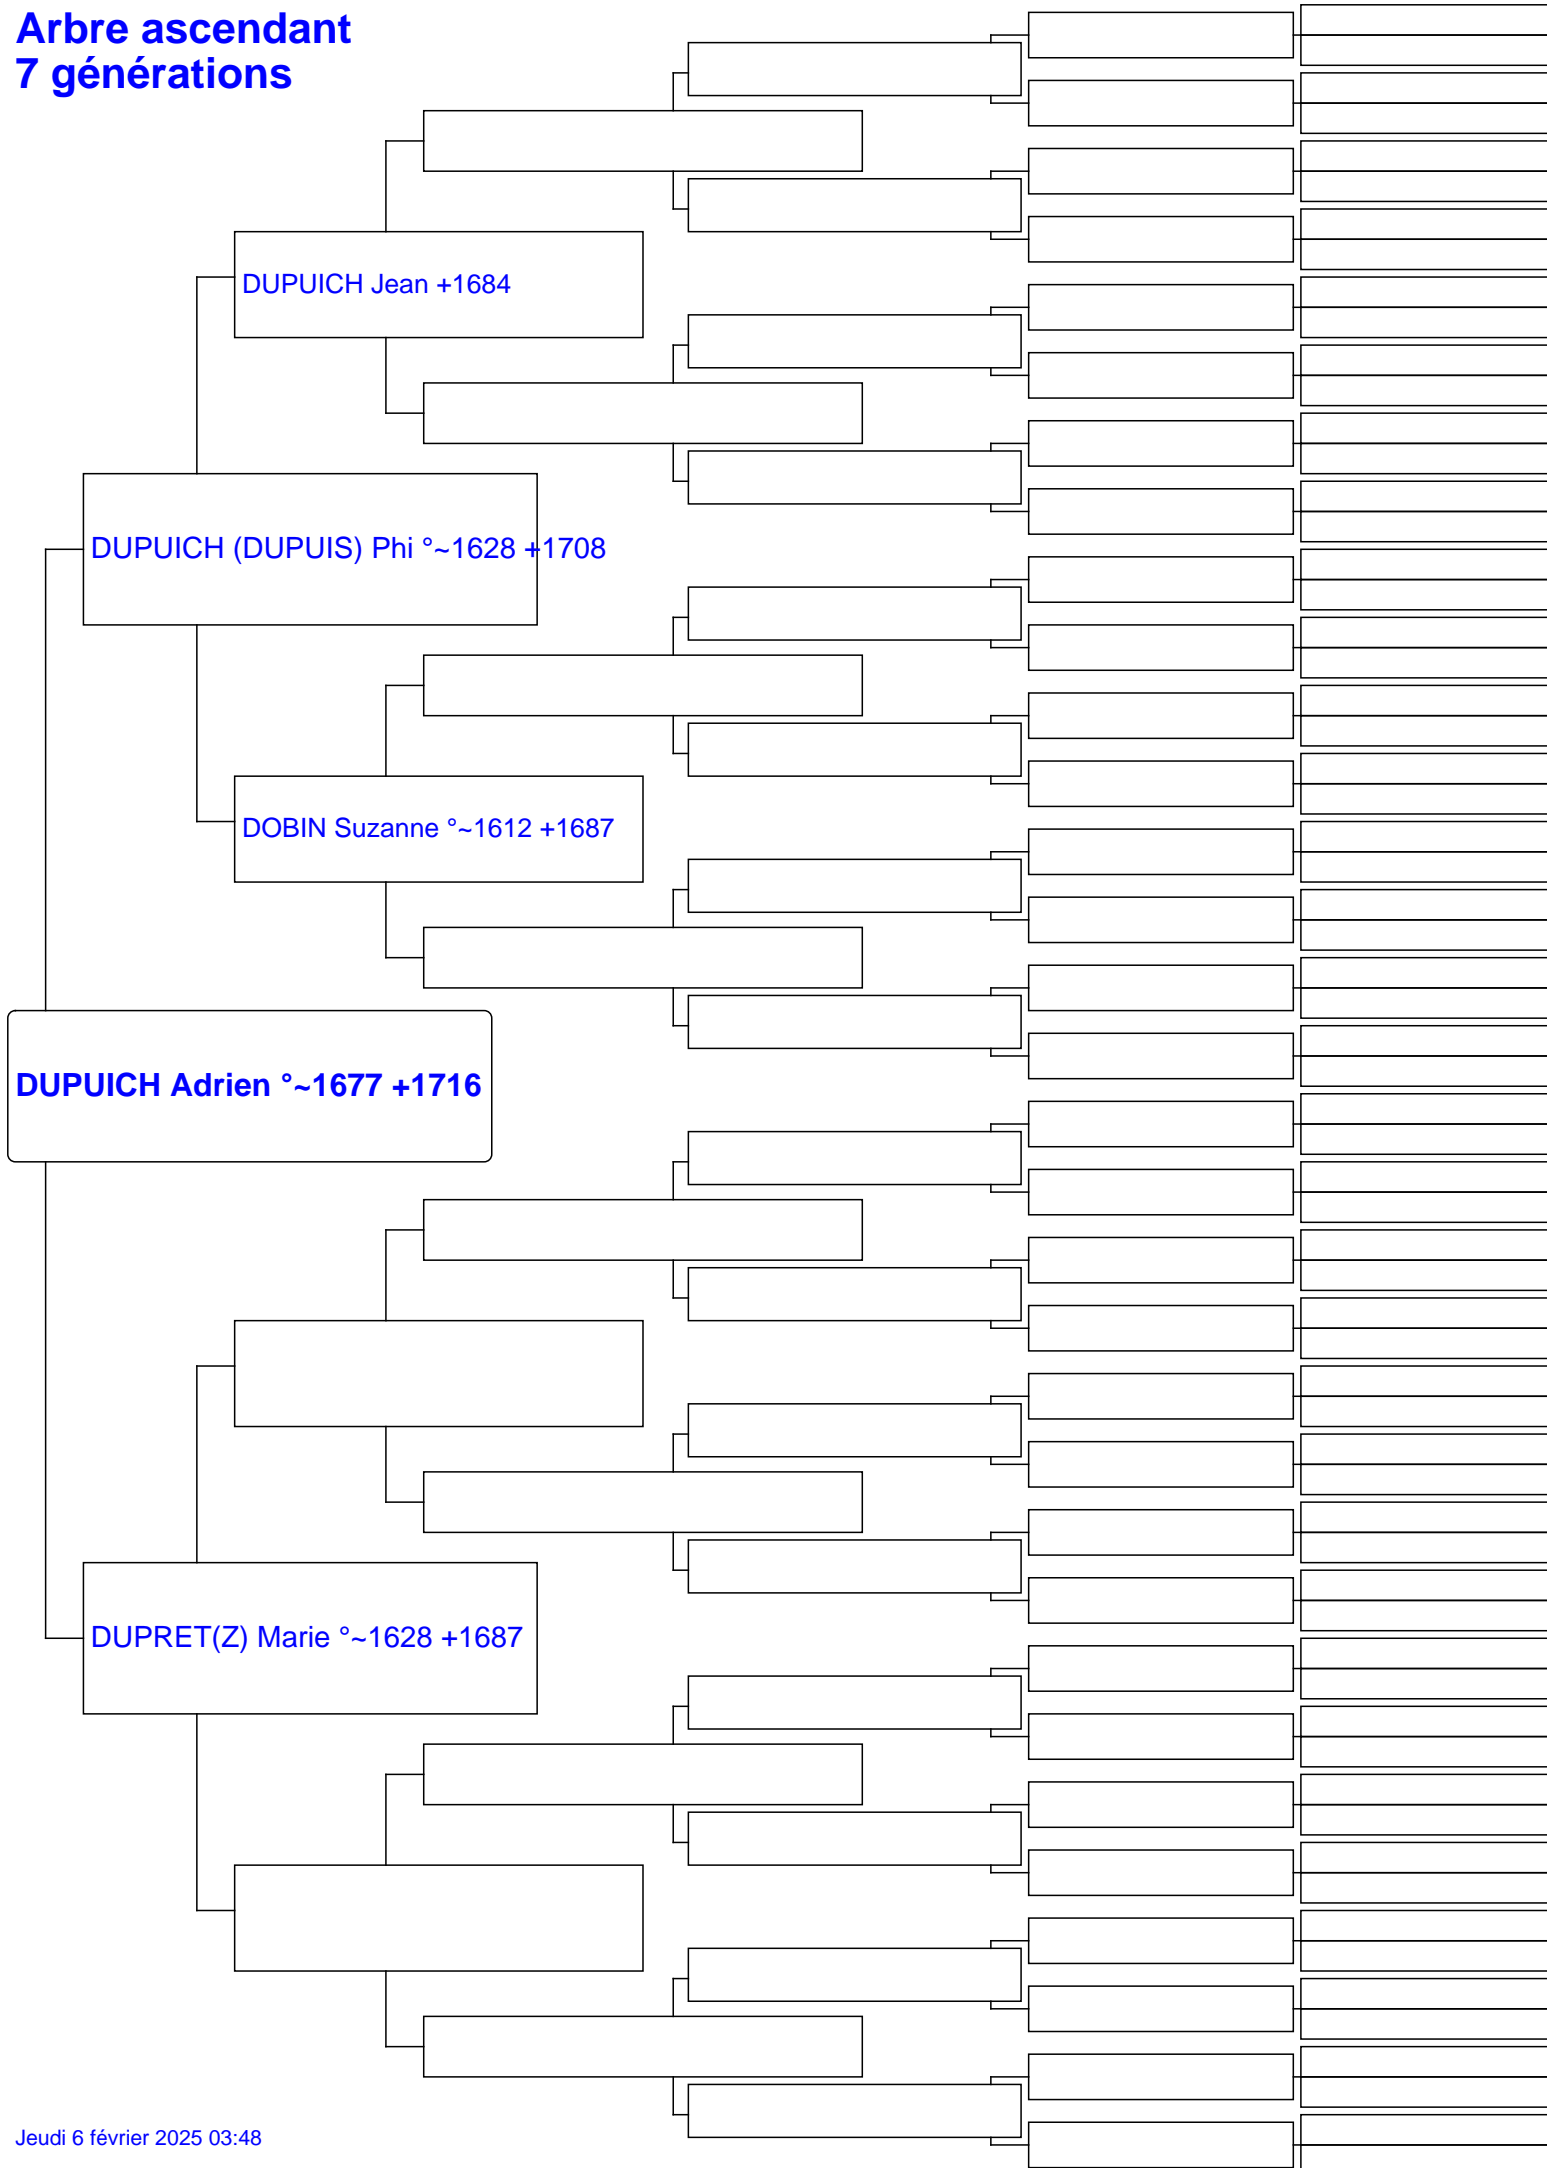 Arbre ascendant
7 générations
DUPUICH Jean +1684
DUPUICH (DUPUIS) Phi °~1628 +1708
DOBIN Suzanne °~1612 +1687
DUPUICH Adrien °~1677 +1716
DUPRET(Z) Marie °~1628 +1687
Jeudi 6 février 2025 03:48